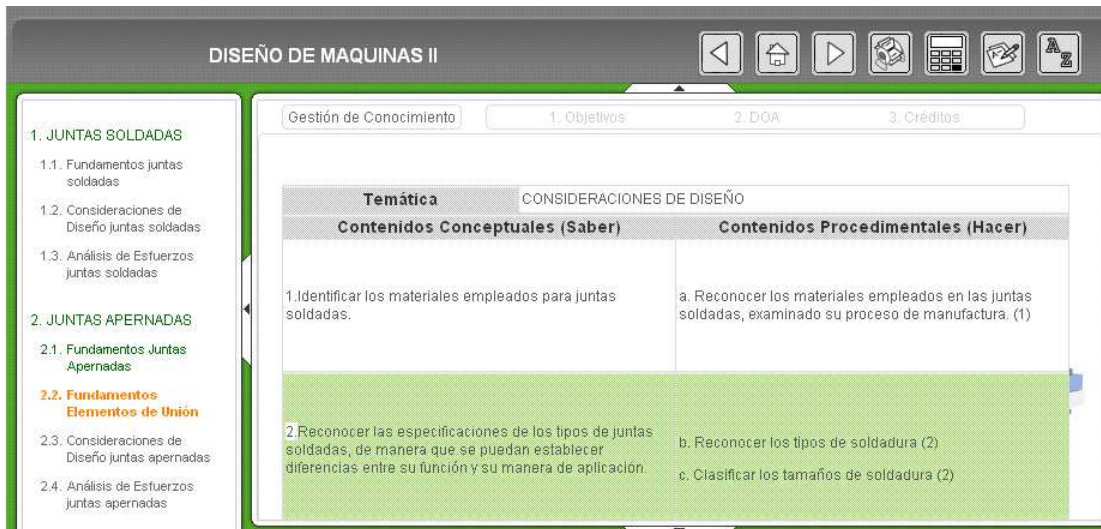 DISEÑO DE MAQUINAS II
A
Z
1. JUNTAS SOLDADAS
1.1. Fundamentos juntas
soldadas
1.2. Consideraciones de
Diseño juntas soldadas
1.3. Análisis de Esfuerzos
juntas soldadas
2. JUNTAS APERNADAS
2.1. Fundamentos Juntas
Apernadas
2.2. Fundamentos
Elementos de Unión
2.3. Consideraciones de
Diseño juntas apernadas
2.4. Análisis de Esfuerzos
juntas apernadas
Gestión de Conocimiento 1. Objetivos 2. DOA 3. Créditos
Temática CONSIDERACIONES DE DISEÑO
Contenidos Conceptuales (Saber) Contenidos Procedimentales (Hacer)
1.Identificar los materiales empleados para juntas
soldadas.
a. Reconocer los materiales empleados en las juntas
soldadas, examinado su proceso de manufactura. (1)
2.Reconocer las especificaciones de los tipos de juntas
soldadas, de manera que se puedan establecer
diferencias entre su función y su manera de aplicación.
b. Reconocer los tipos de soldadura (2)
c. Clasificar los tamaños de soldadura (2)